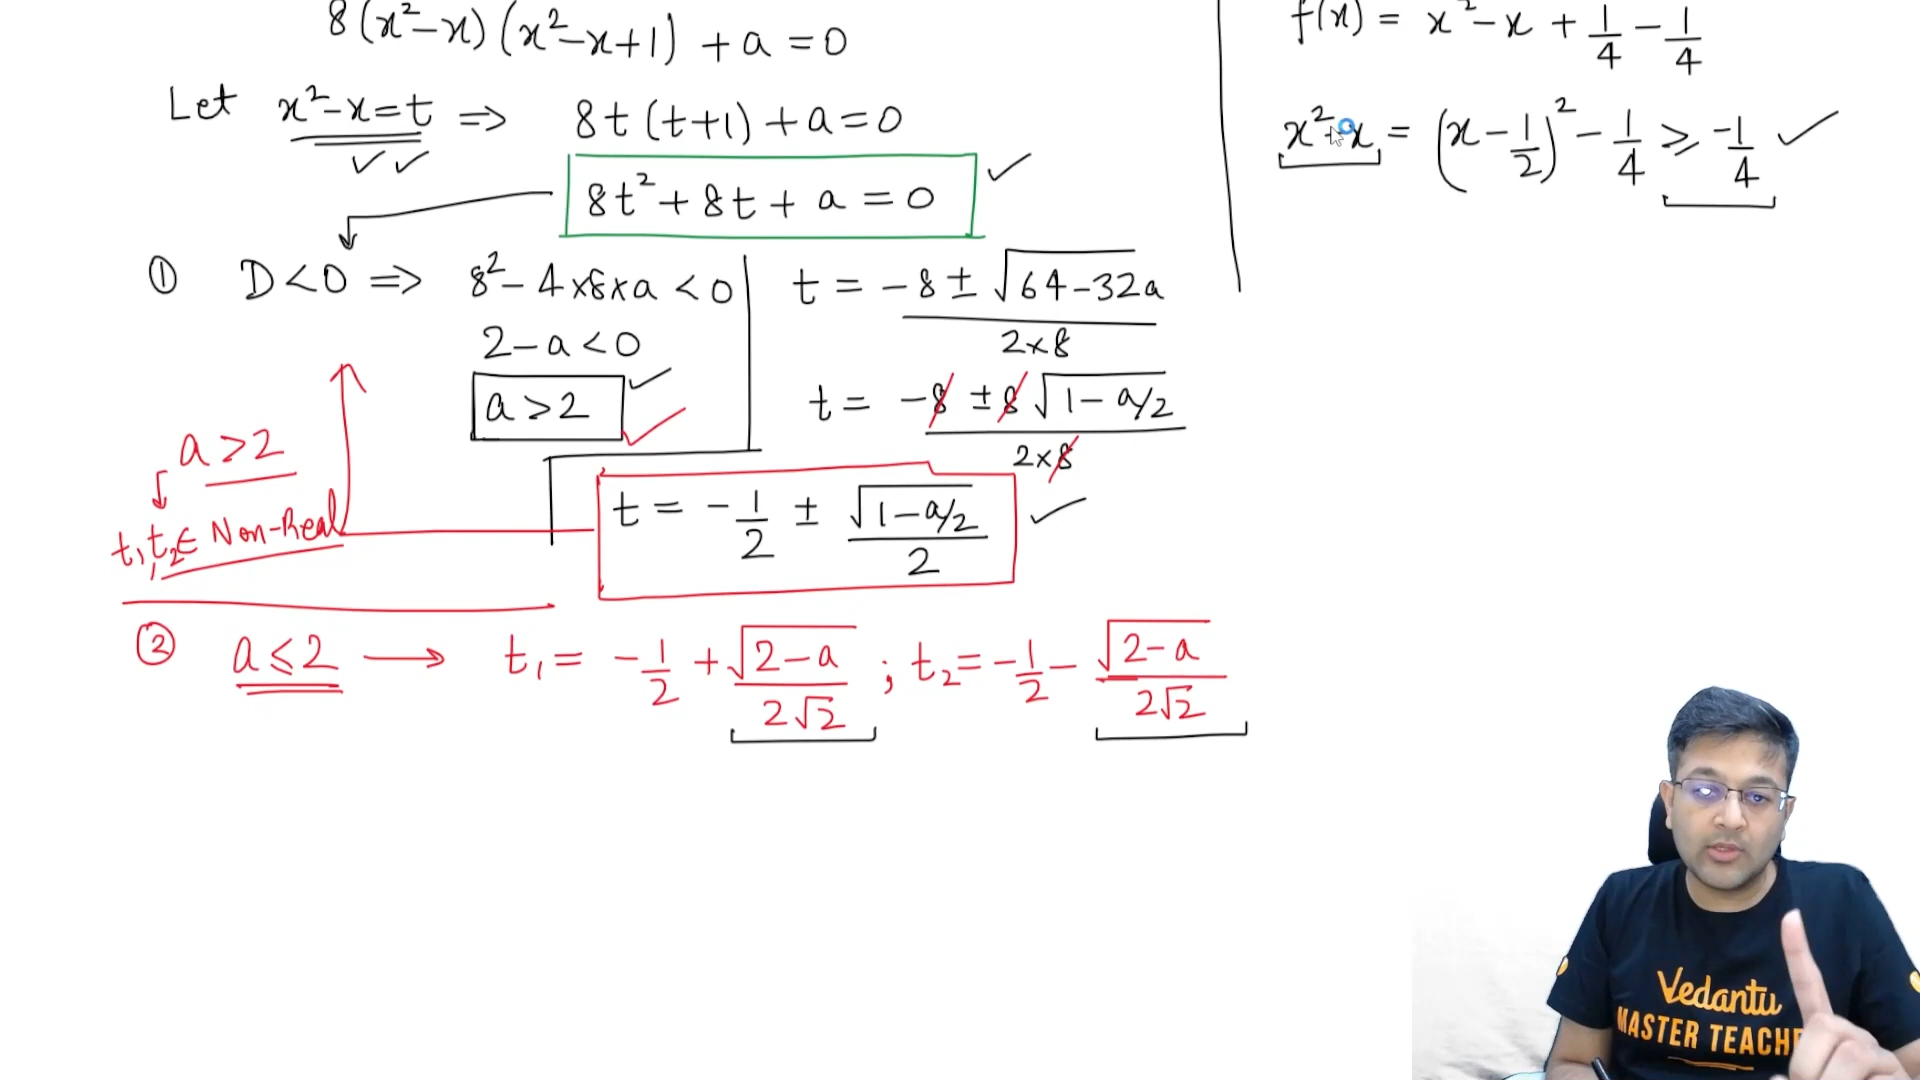 8(x²-x)(x²-x+1) + a = 0
Let x²-x=t => 8t(t+1)+a=0
8t²+8t+a=0
① D<0 => 8²-4×8×a<0
2-a<0
a>2
t = -8±√64-32a / 2×8
t = -8±8√1-a/2 / 2×8
t = -1/2 ± √1-a/2 / 2
a>2
t₁,t₂∈ Non-Real
② a≤2 → t₁ = -1/2 + √2-a / 2√2 ; t₂ = -1/2 - √2-a / 2√2
f(x) = x²-x+1/4-1/4
x²-x = (x-1/2)²-1/4 ≥ -1/4
Vedantu
MASTER TEACHE